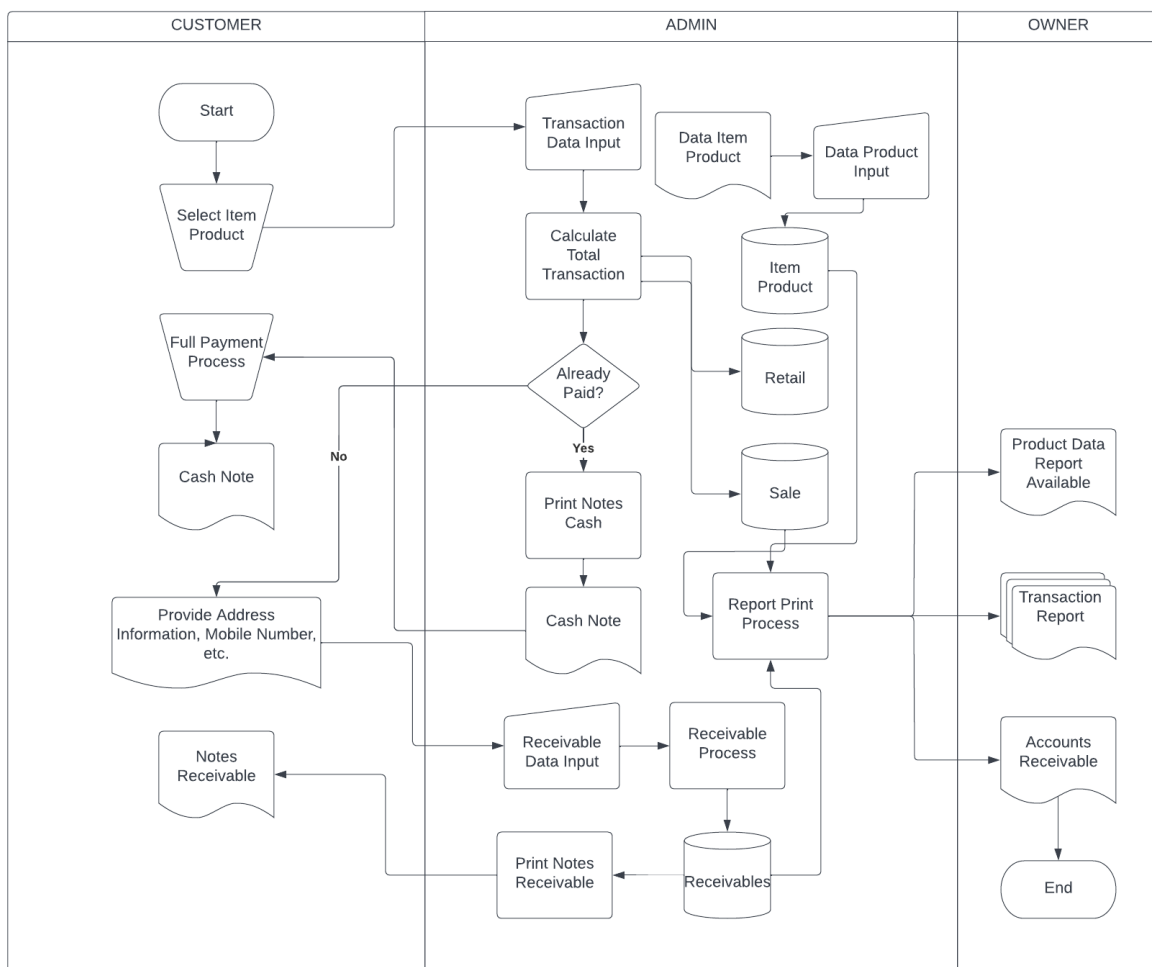 CUSTOMER
ADMIN
OWNER
Start
Select Item
Product
Full Payment
Process
Cash Note
No
Provide Address
Information, Mobile Number,
etc.
Notes
Receivable
Transaction
Data Input
Data Item
Product
Data Product
Input
Calculate
Total
Transaction
Item
Product
Already
Paid?
Retail
Yes
Print Notes
Cash
Sale
Cash Note
Report Print
Process
Receivable
Data Input
Receivable
Process
Print Notes
Receivable
Receivables
Product Data
Report
Available
Transaction
Report
Accounts
Receivable
End